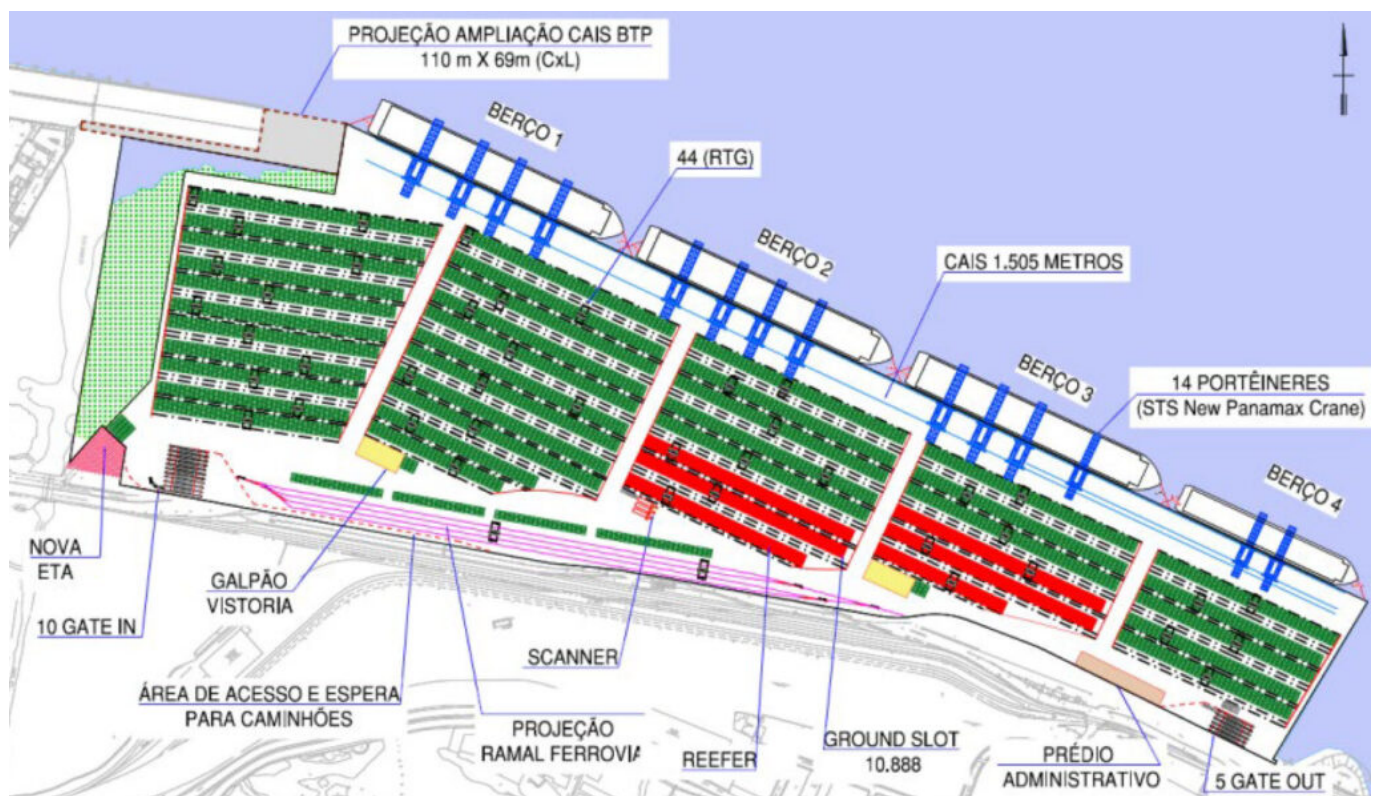 PROJEÇÃO AMPLIAÇÃO CAIS BTP
110 m X 69m (CxL)
BERÇO 1
44 (RTG)
BERÇO 2
CAIS 1.505 METROS
BERÇO 3
14 PORTÊINERES
(STS New Panamax Crane)
BERÇO 4
NOVA
ETA
10 GATE IN
GALPÃO
VISTORIA
ÁREA DE ACESSO E ESPERA
PARA CAMINHÕES
SCANNER
PROJEÇÃO
RAMAL FERROVIA
REEFER
GROUND SLOT
10.888
PRÉDIO
ADMINISTRATIVO
5 GATE OUT